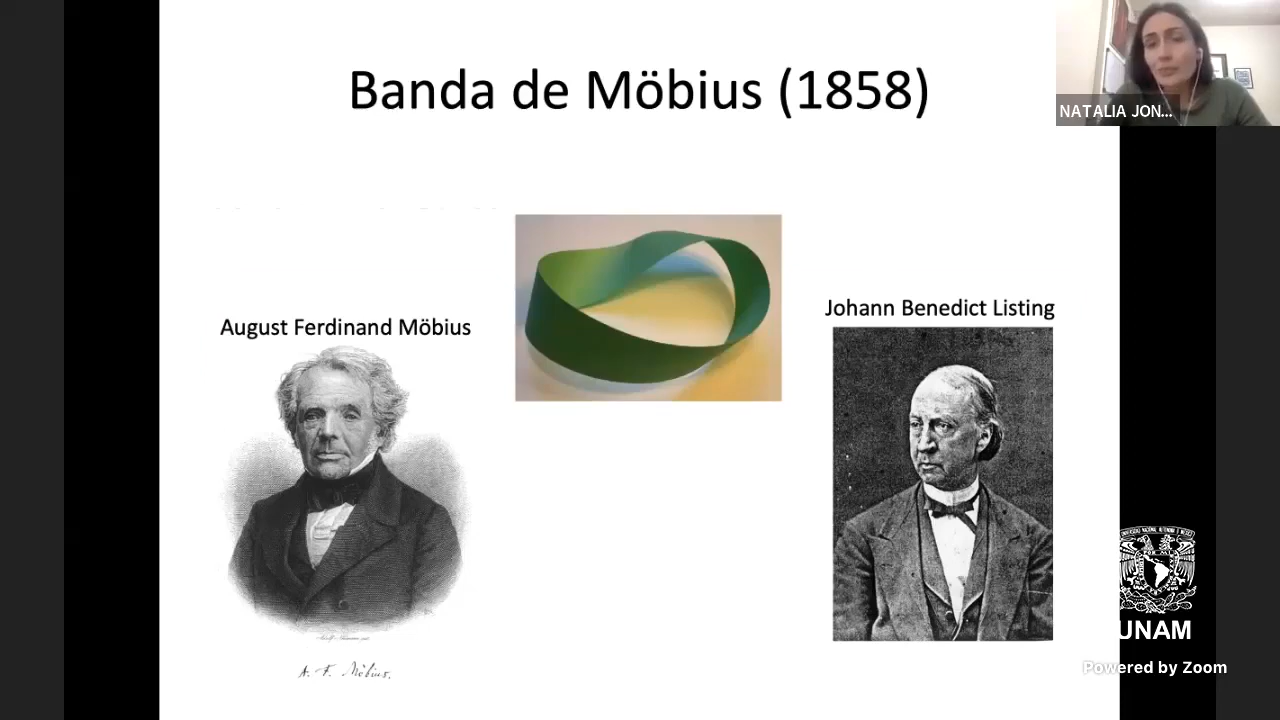 Banda de Möbius (1858)
NATALIA JON...
Johann Benedict Listing
August Ferdinand Möbius
A. F. Möbius.
UNAM
Powered by Zoom